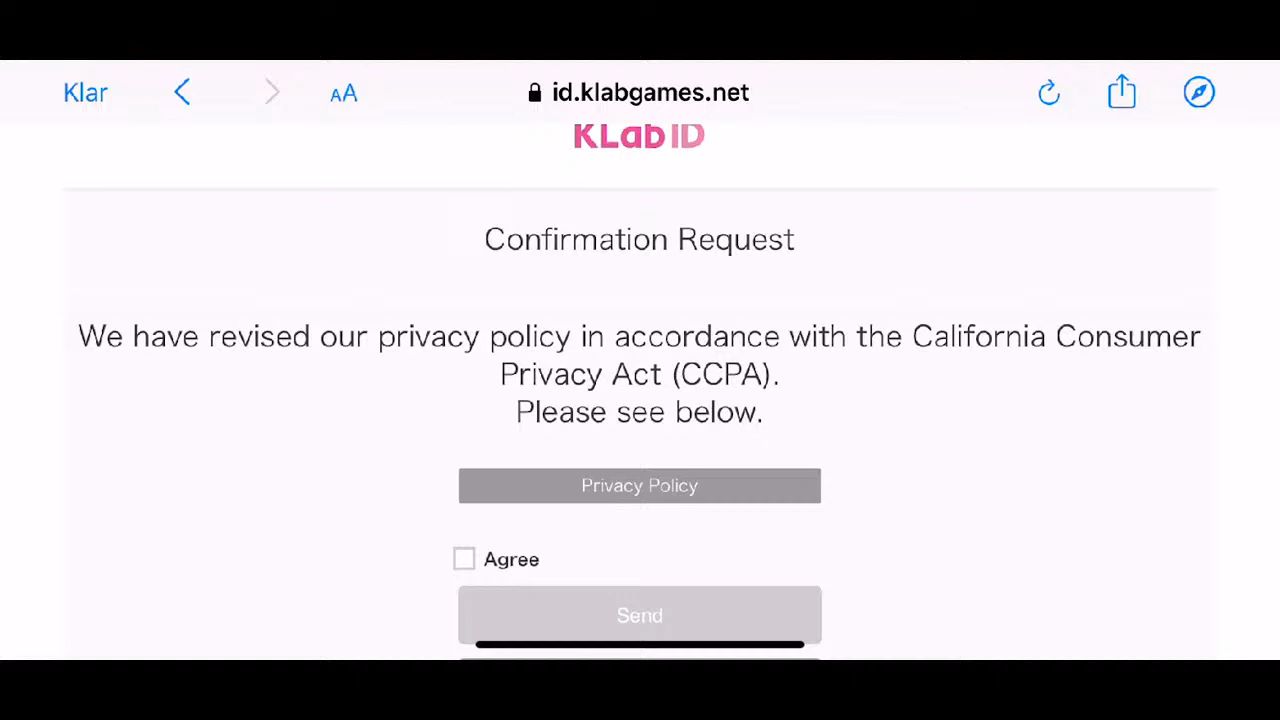 Klar
AA
id.klabgames.net
KLab ID
Confirmation Request
We have revised our privacy policy in accordance with the California Consumer
Privacy Act (CCPA).
Please see below.
Privacy Policy
Agree
Send